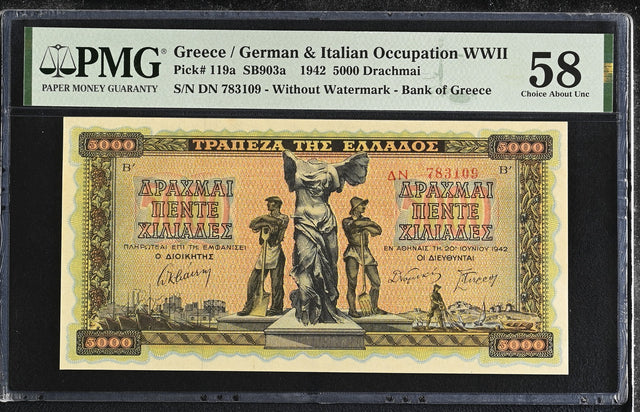 PMG
PAPER MONEY GUARANTY
Greece / German & Italian Occupation WWII
Pick# 119a SB903a 1942 5000 Drachmai
S/N DN 783109 - Without Watermark - Bank of Greece
58
Choice About Unc
5000
ΤΡΑΠΕΖΑ ΤΗΣ ΕΛΛΑΔΟΣ
5000
Β′
ΔΝ 783109
Β′
ΔΡΑΧΜΑΙ
ΠΕΝΤΕ
ΧΙΛΙΑΔΕΣ
ΔΡΑΧΜΑΙ
ΠΕΝΤΕ
ΧΙΛΙΑΔΕΣ
ΠΛΗΡΩΤΕΑΙ ΕΠΙ ΤΗ ΕΜΦΑΝΙΣΕΙ
Ο ΔΙΟΙΚΗΤΗΣ
ΕΝ ΑΘΗΝΑΙΣ ΤΗ 20ῌ ΙΟΥΝΙΟΥ 1942
ΟΙ ΔΙΕΥΘΥΝΤΑΙ
5000
5000